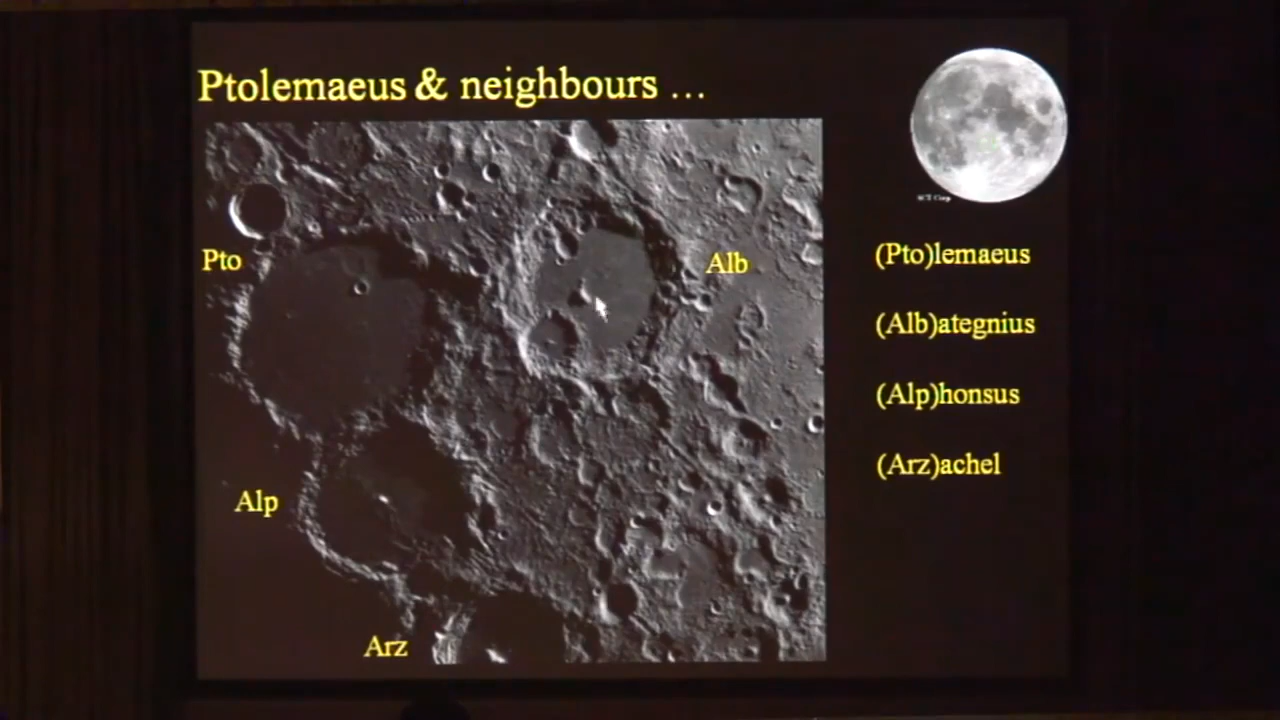 Ptolemaeus & neighbours ...
Pto
Alb
Alp
Arz
(Pto)lemaeus
(Alb)ategnius
(Alp)honsus
(Arz)achel